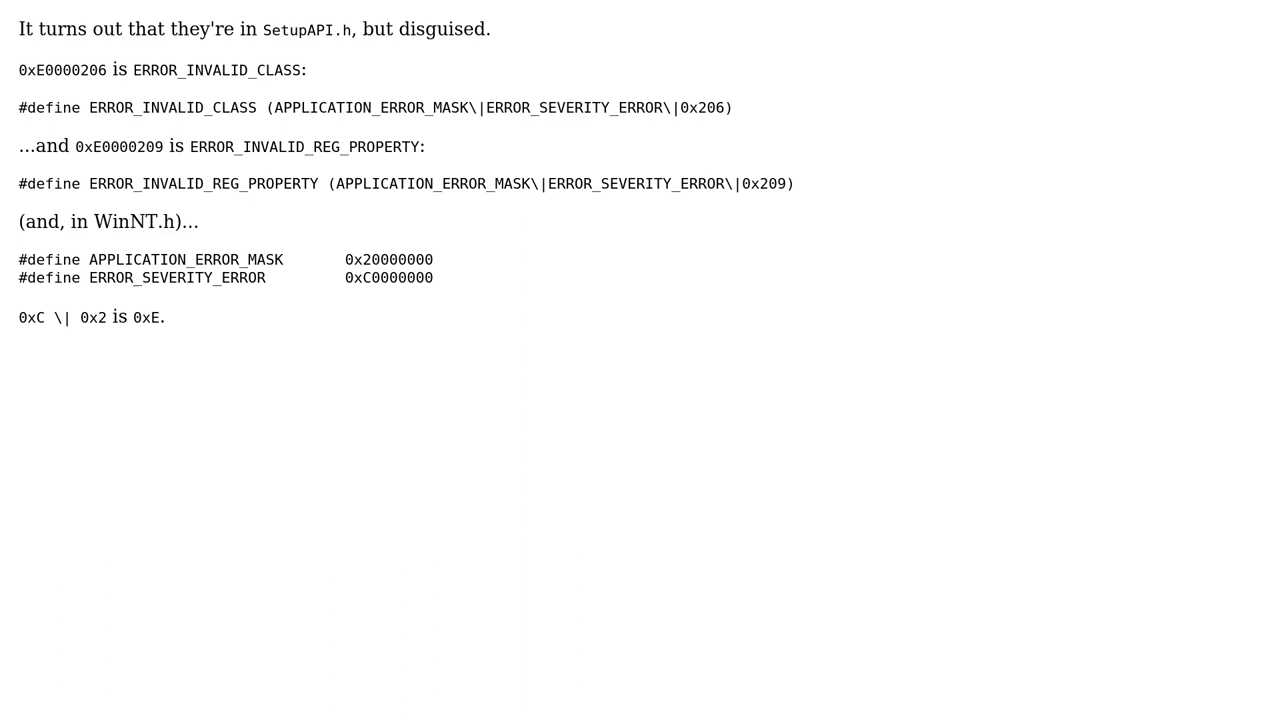 It turns out that they're in SetupAPI.h, but disguised.
0xE0000206 is ERROR_INVALID_CLASS:
#define ERROR_INVALID_CLASS (APPLICATION_ERROR_MASK\|ERROR_SEVERITY_ERROR\|0x206)
...and 0xE0000209 is ERROR_INVALID_REG_PROPERTY:
#define ERROR_INVALID_REG_PROPERTY (APPLICATION_ERROR_MASK\|ERROR_SEVERITY_ERROR\|0x209)
(and, in WinNT.h)...
#define APPLICATION_ERROR_MASK       0x20000000
#define ERROR_SEVERITY_ERROR         0xC0000000
0xC \| 0x2 is 0xE.